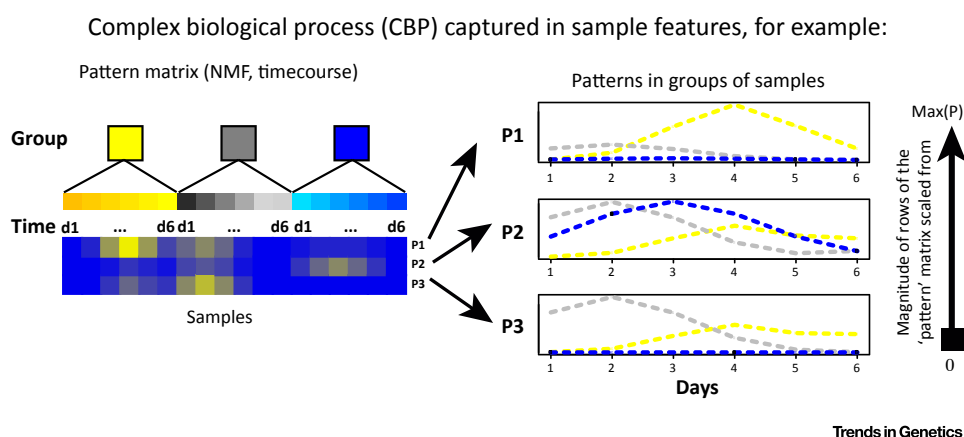 Complex biological process (CBP) captured in sample features, for example:
Pattern matrix (NMF, timecourse)
Group
Time d1 ... d6 d1 ... d6 d1 ... d6
P1
P2
P3
Samples
Patterns in groups of samples
P1
1 2 3 4 5 6
P2
1 2 3 4 5 6
P3
1 2 3 4 5 6
Days
Max(P)
Magnitude of rows of the
'pattern' matrix scaled from
0
Trends in Genetics